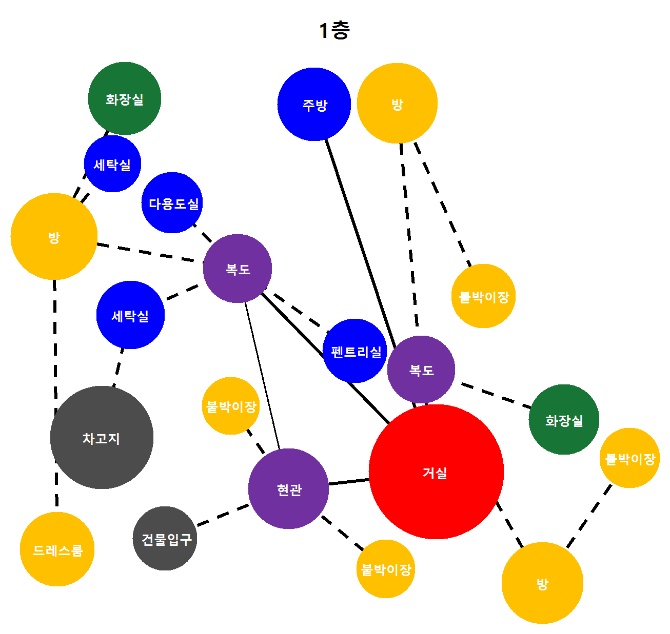 1층
화장실
주방
방
세탁실
다용도실
방
복도
붙박이장
세탁실
펜트리실
복도
붙박이장
화장실
차고지
붙박이장
거실
현관
건물입구
드레스룸
붙박이장
방